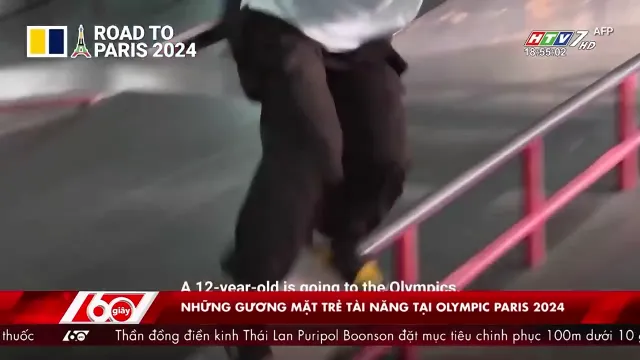 ROAD TO
PARIS 2024
HTV7 HD
AFP
18:55:02
A 12-year-old is going to the Olympics
60 giây
NHỮNG GƯƠNG MẶT TRẺ TÀI NĂNG TẠI OLYMPIC PARIS 2024
thuốc 60 Thần đồng điền kinh Thái Lan Puripol Boonson đặt mục tiêu chinh phục 100m dưới 10